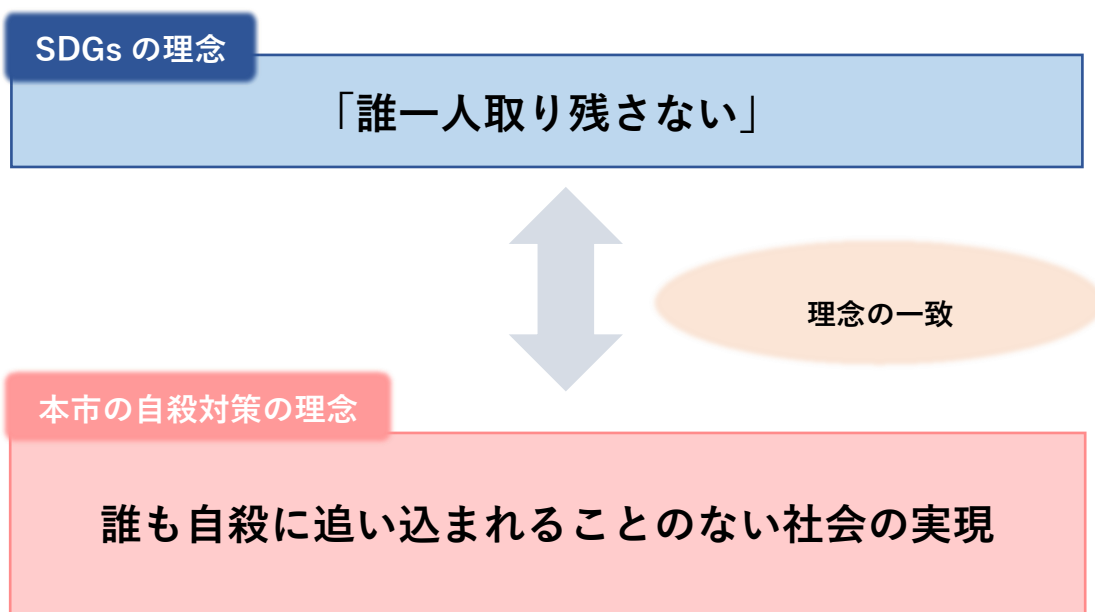 SDGs の理念
「誰一人取り残さない」
理念の一致
本市の自殺対策の理念
誰も自殺に追い込まれることのない社会の実現